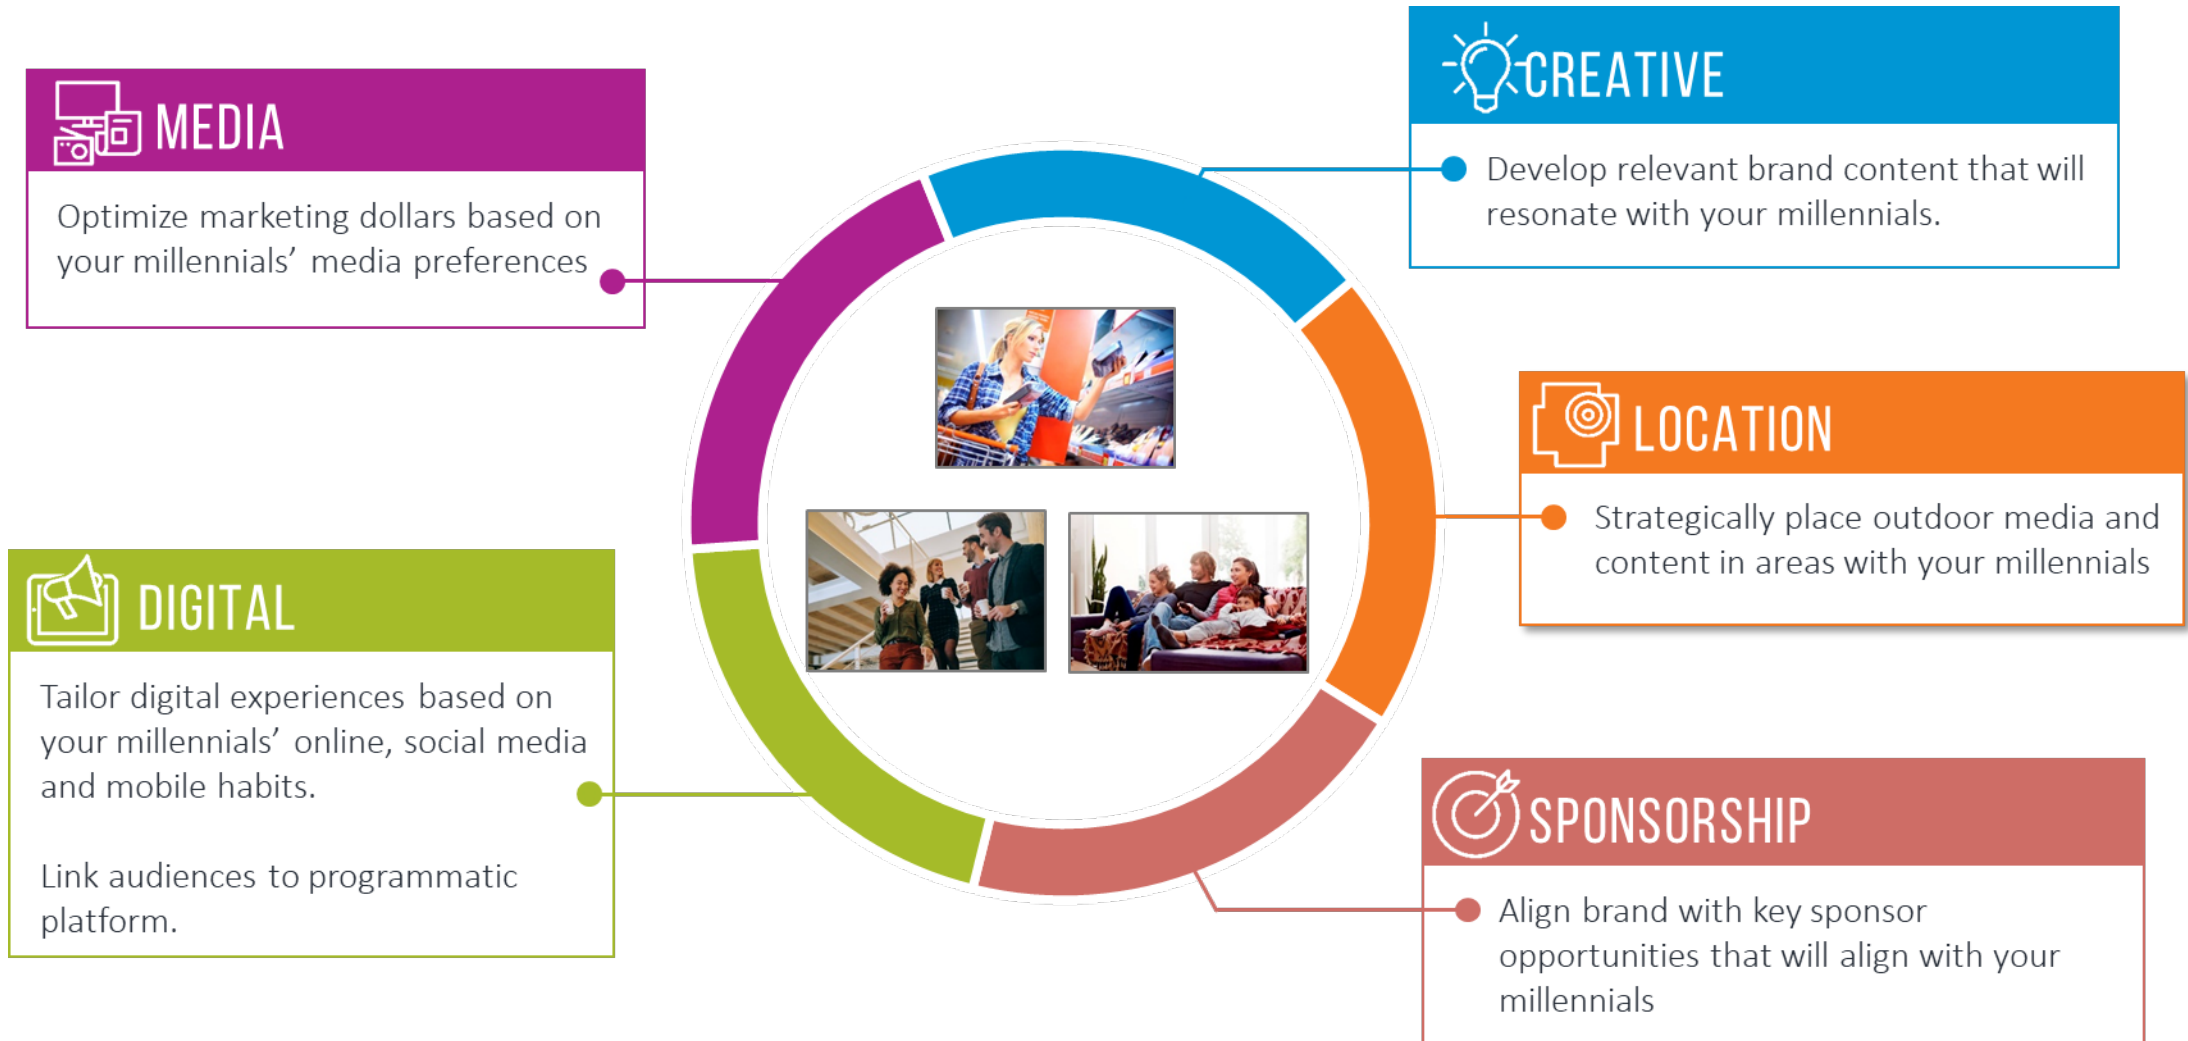 MEDIA
Optimize marketing dollars based on
your millennials’ media preferences
CREATIVE
Develop relevant brand content that will
resonate with your millennials.
LOCATION
Strategically place outdoor media and
content in areas with your millennials
DIGITAL
Tailor digital experiences based on
your millennials’ online, social media
and mobile habits.
Link audiences to programmatic
platform.
SPONSORSHIP
Align brand with key sponsor
opportunities that will align with your
millennials